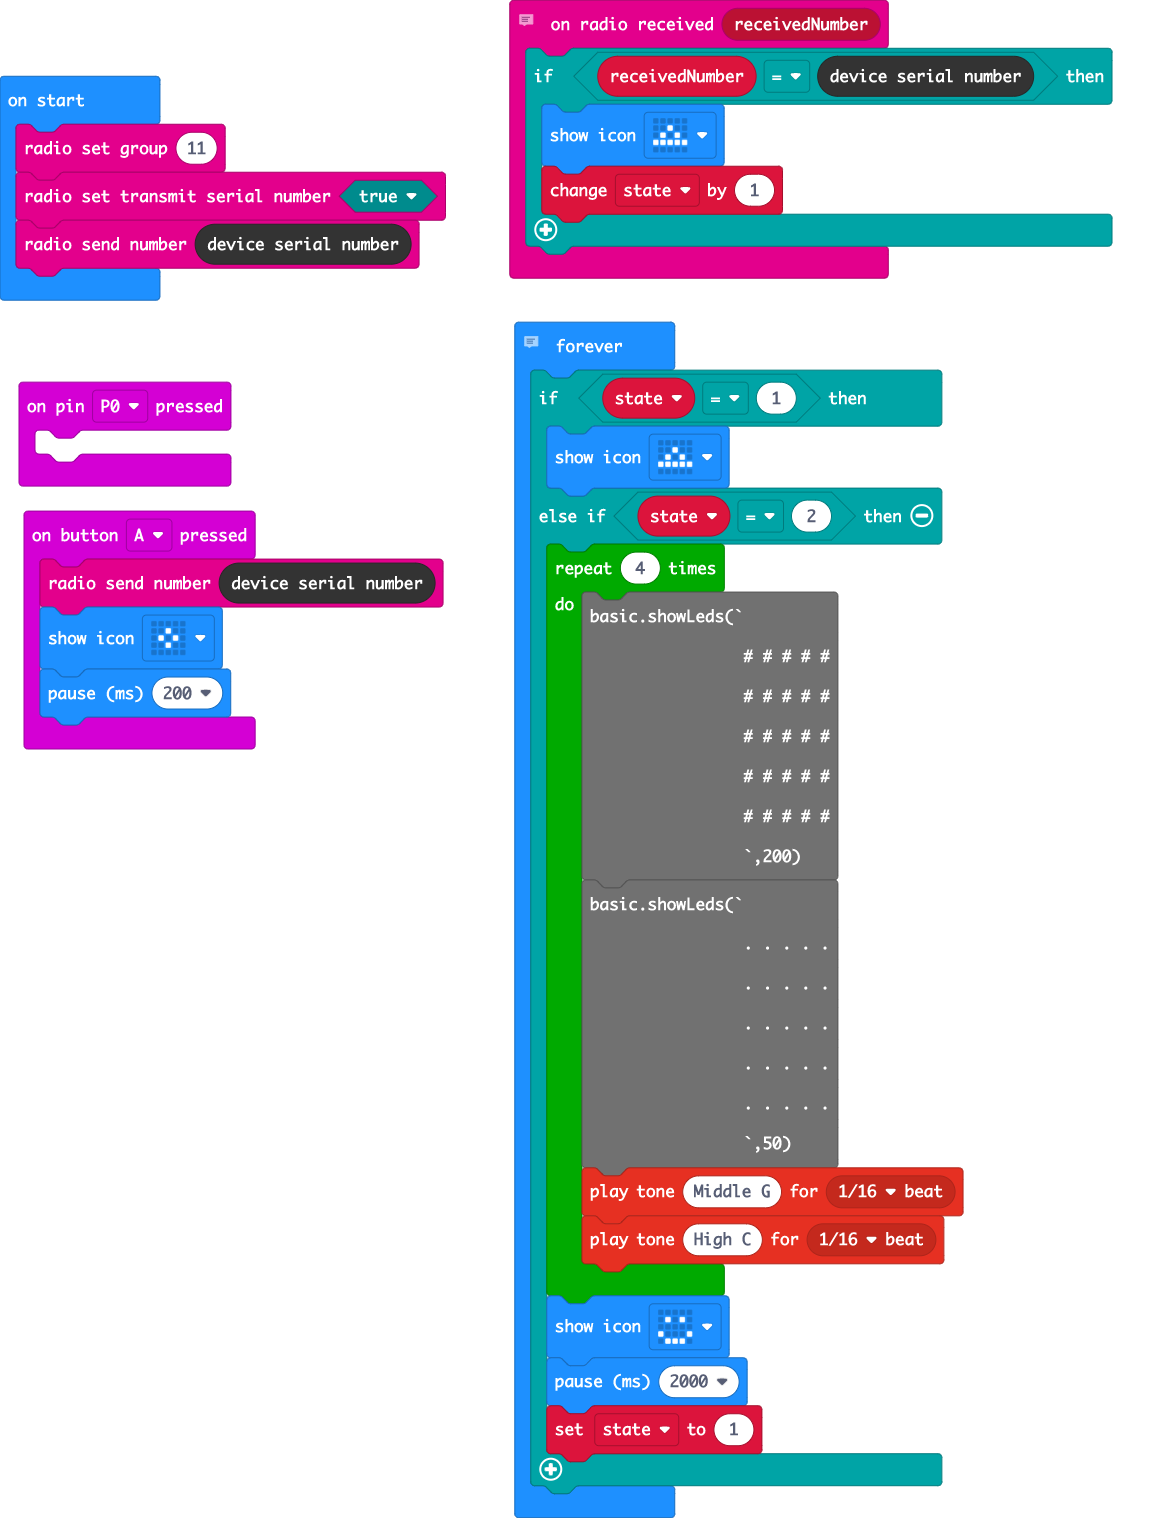 on start
radio set group 11
radio set transmit serial number true
radio send number device serial number
on pin P0 pressed
on button A pressed
radio send number device serial number
show icon
pause (ms) 200
on radio received receivedNumber
if receivedNumber = device serial number then
show icon
change state by 1
forever
if state = 1 then
show icon
else if state = 2 then
repeat 4 times
do
basic.showLeds(`
# # # # #
# # # # #
# # # # #
# # # # #
# # # # #
`,200)
basic.showLeds(`
. . . . .
. . . . .
. . . . .
. . . . .
. . . . .
`,50)
play tone Middle G for 1/16 beat
play tone High C for 1/16 beat
show icon
pause (ms) 2000
set state to 1